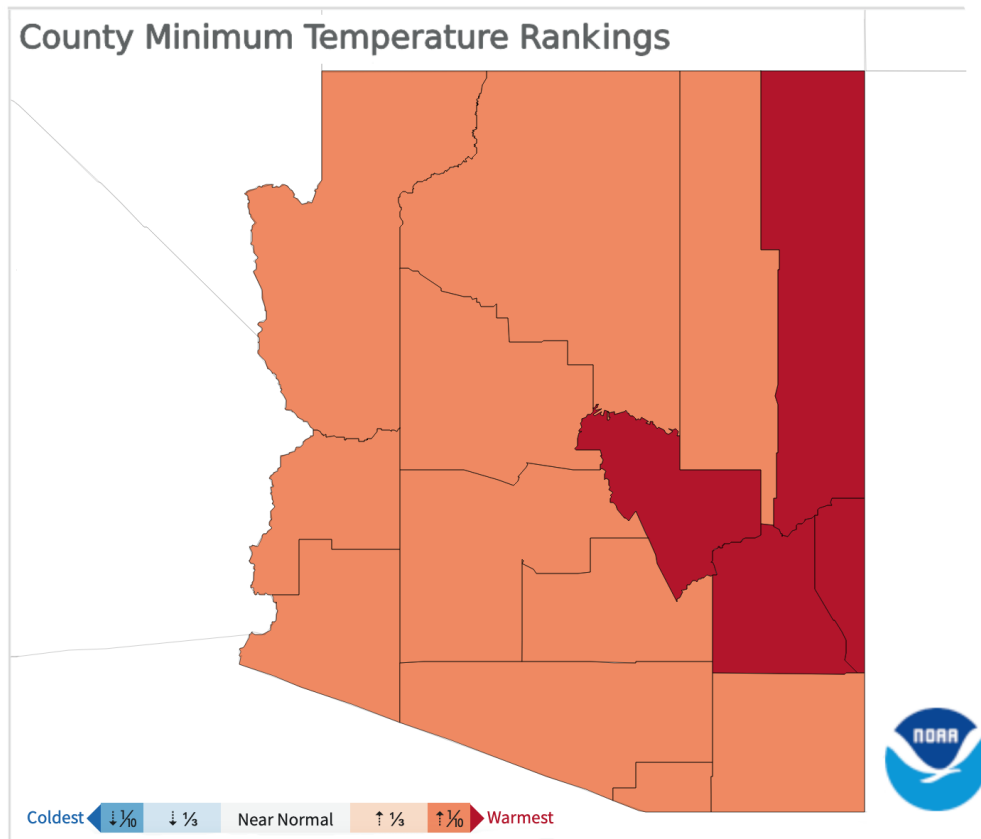 County Minimum Temperature Rankings
NOAA
Coldest ⇣⅒ ⇣ ⅓ Near Normal ⇡ ⅓ ⇡⅒ Warmest